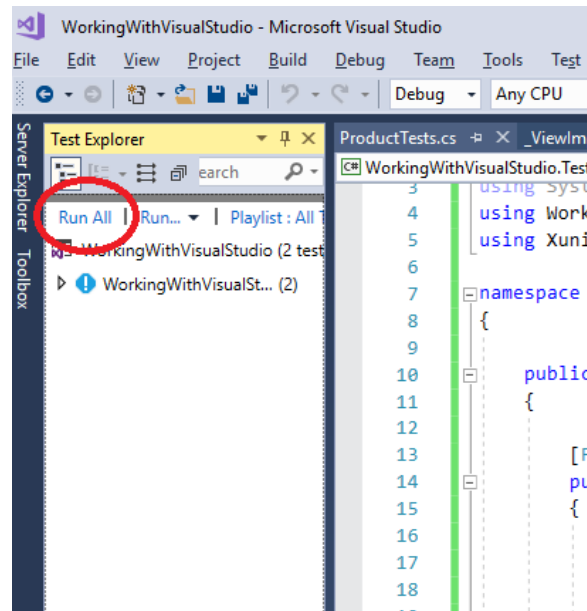 WorkingWithVisualStudio - Microsoft Visual Studio
File Edit View Project Build Debug Team Tools Test
Debug Any CPU
Server Explorer
Toolbox
Test Explorer
earch
Run All | Run... | Playlist : All T
WorkingWithVisualStudio (2 test
WorkingWithVisualSt... (2)
ProductTests.cs _ViewIm
C# WorkingWithVisualStudio.Test
3 using Syst
4 using Work
5 using Xuni
6
7 namespace
8 {
9
10 public
11 {
12
13 [F
14 pu
15 {
16
17
18